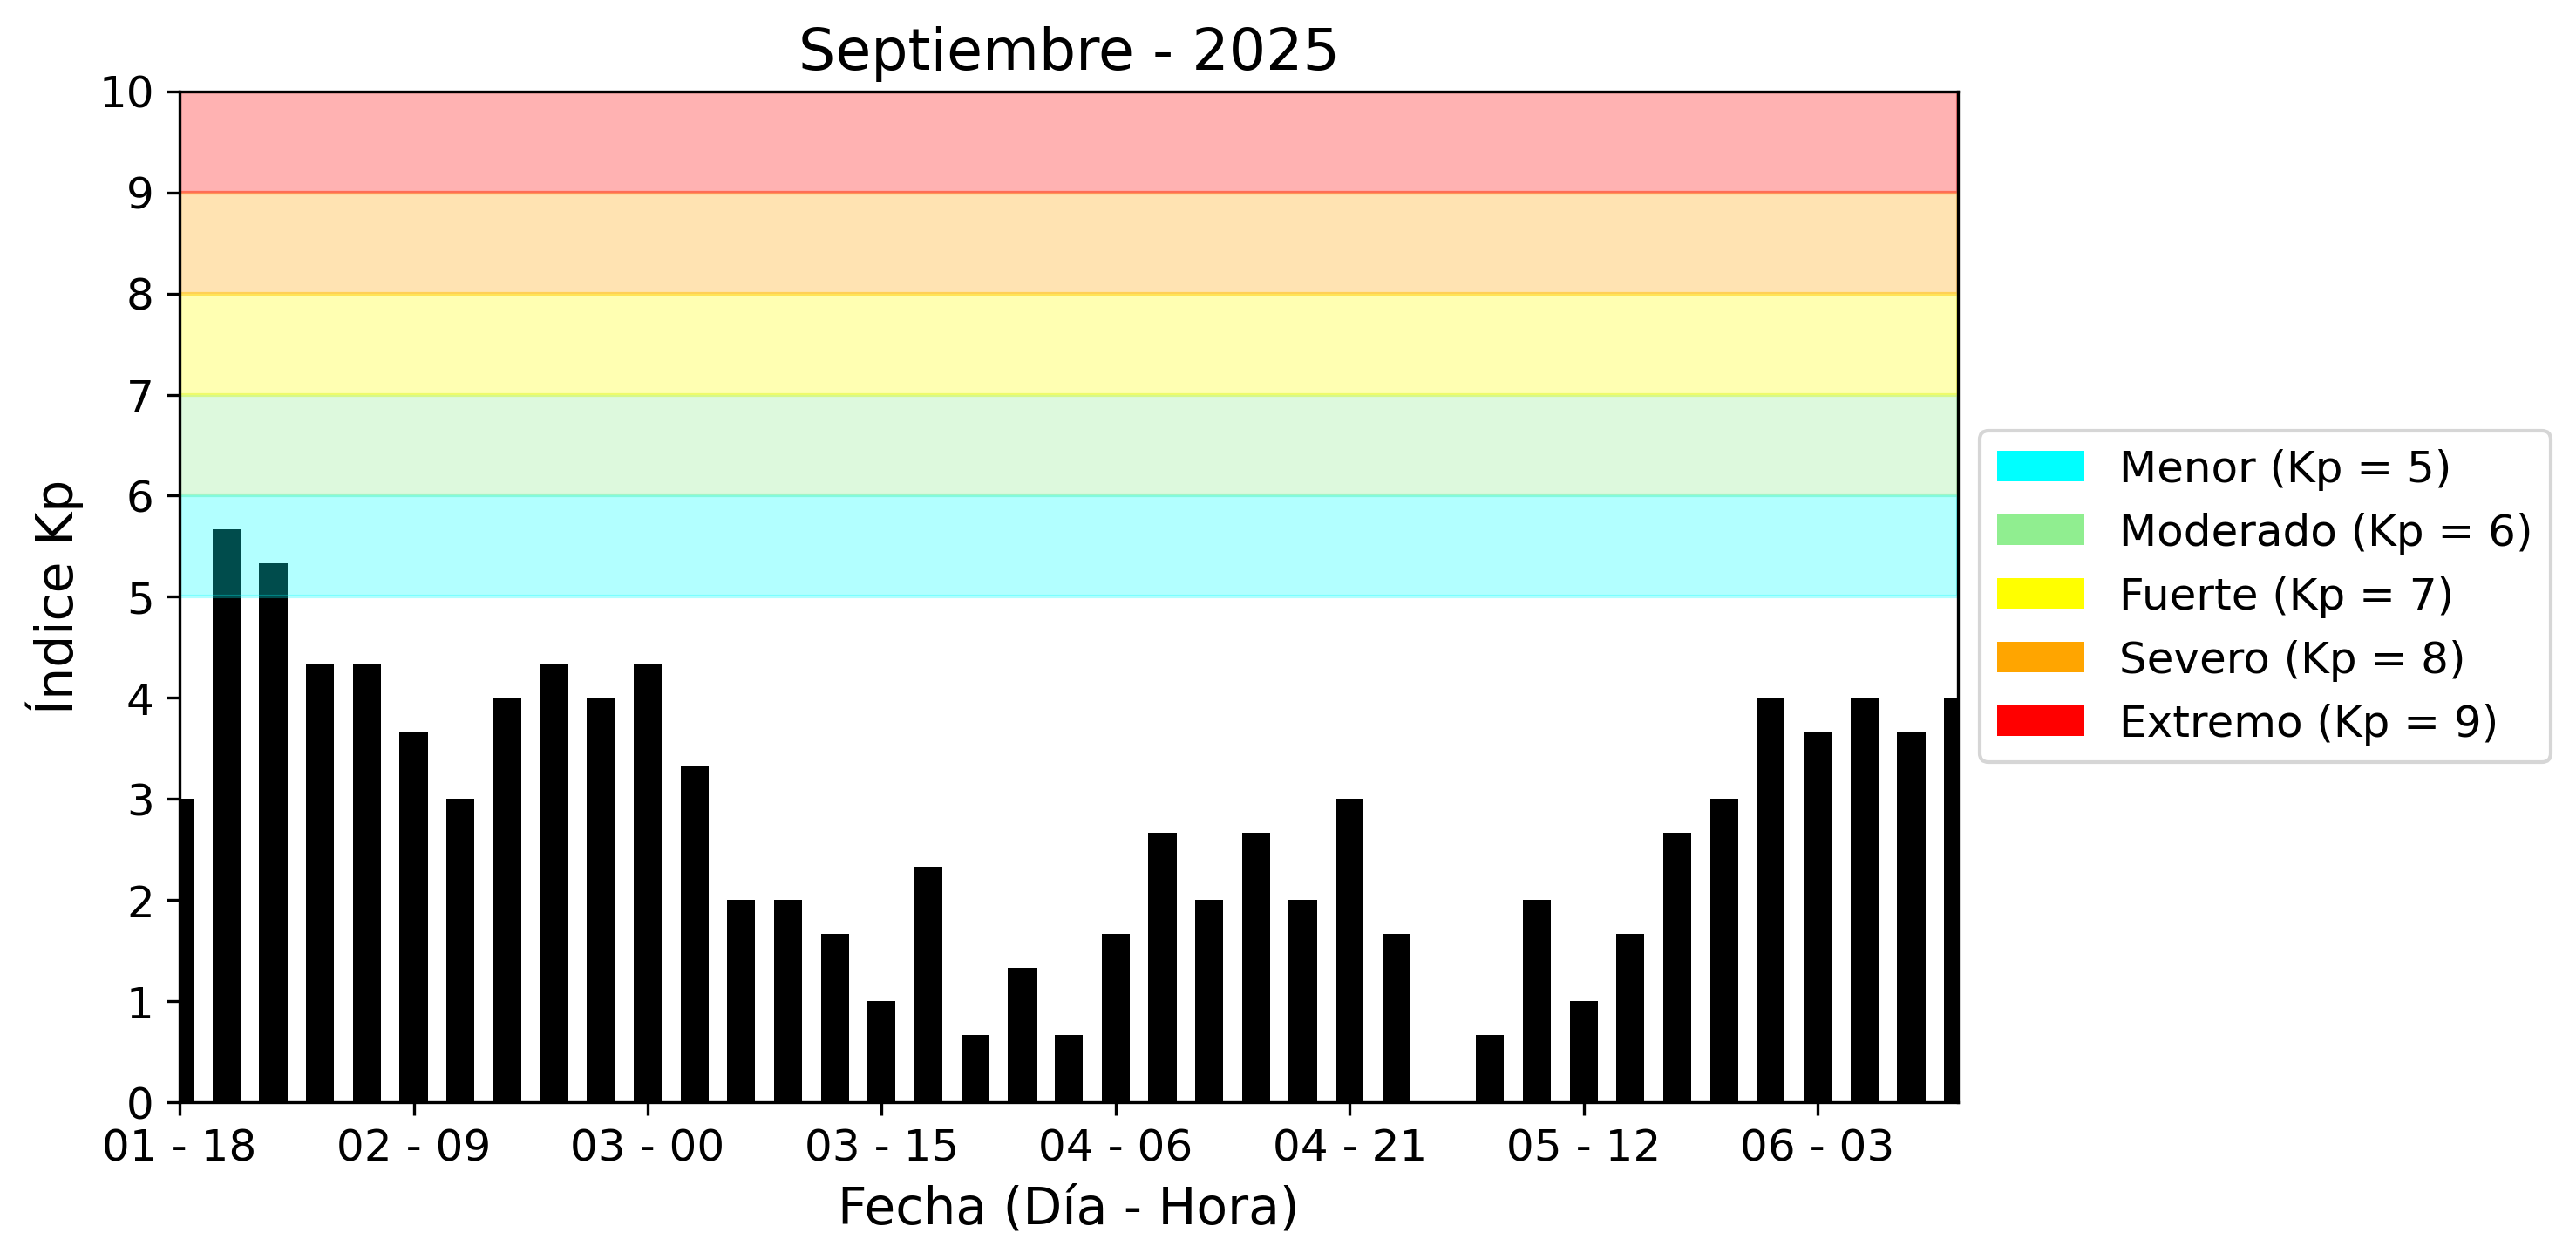 Septiembre - 2025
Índice Kp
10
9
8
7
6
5
4
3
2
1
0
01 - 18
02 - 09
03 - 00
03 - 15
04 - 06
04 - 21
05 - 12
06 - 03
Fecha (Día - Hora)
Menor (Kp = 5)
Moderado (Kp = 6)
Fuerte (Kp = 7)
Severo (Kp = 8)
Extremo (Kp = 9)